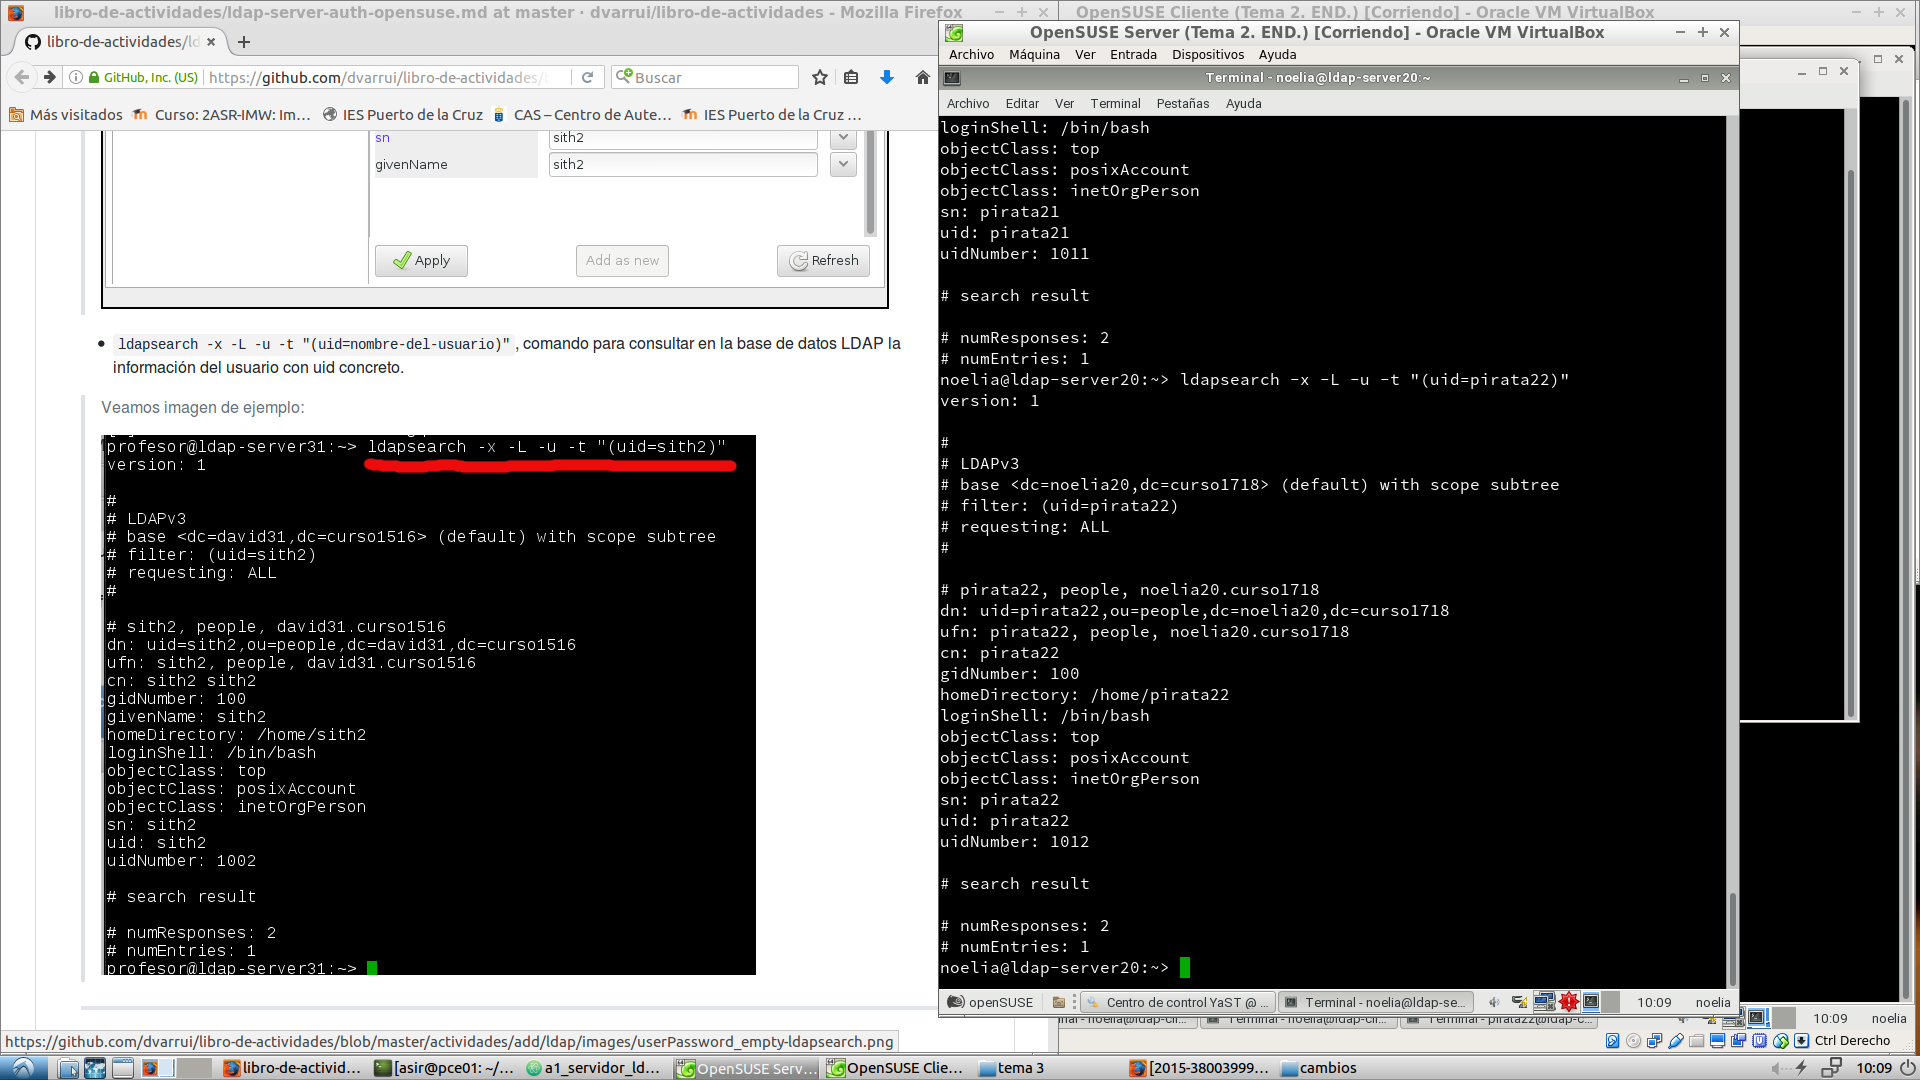 libro-de-actividades/ldap-server-auth-opensuse.md at master · dvarrui/libro-de-actividades - Mozilla Firefox
libro-de-actividades/ld
GitHub, Inc. (US)
https://github.com/dvarrui/libro-de-actividades/
Buscar
Más visitados
Curso: 2ASR-IMW: Im...
IES Puerto de la Cruz
CAS – Centro de Aute...
IES Puerto de la Cruz ...
sn
sith2
givenName
sith2
Apply
Add as new
Refresh
ldapsearch -x -L -u -t "(uid=nombre-del-usuario)" , comando para consultar en la base de datos LDAP la
información del usuario con uid concreto.
Veamos imagen de ejemplo:
profesor@ldap-server31:~> ldapsearch -x -L -u -t "(uid=sith2)"
version: 1
#
# LDAPv3
# base <dc=david31,dc=curso1516> (default) with scope subtree
# filter: (uid=sith2)
# requesting: ALL
#
# sith2, people, david31.curso1516
dn: uid=sith2,ou=people,dc=david31,dc=curso1516
ufn: sith2, people, david31.curso1516
cn: sith2 sith2
gidNumber: 100
givenName: sith2
homeDirectory: /home/sith2
loginShell: /bin/bash
objectClass: top
objectClass: posixAccount
objectClass: inetOrgPerson
sn: sith2
uid: sith2
uidNumber: 1002
# search result
# numResponses: 2
# numEntries: 1
profesor@ldap-server31:~>
https://github.com/dvarrui/libro-de-actividades/blob/master/actividades/add/ldap/images/userPassword_empty-ldapsearch.png
OpenSUSE Cliente (Tema 2. END.) [Corriendo] - Oracle VM VirtualBox
OpenSUSE Server (Tema 2. END.) [Corriendo] - Oracle VM VirtualBox
Archivo Máquina Ver Entrada Dispositivos Ayuda
Terminal - noelia@ldap-server20:~
Archivo Editar Ver Terminal Pestañas Ayuda
loginShell: /bin/bash
objectClass: top
objectClass: posixAccount
objectClass: inetOrgPerson
sn: pirata21
uid: pirata21
uidNumber: 1011
# search result
# numResponses: 2
# numEntries: 1
noelia@ldap-server20:~> ldapsearch -x -L -u -t "(uid=pirata22)"
version: 1
#
# LDAPv3
# base <dc=noelia20,dc=curso1718> (default) with scope subtree
# filter: (uid=pirata22)
# requesting: ALL
#
# pirata22, people, noelia20.curso1718
dn: uid=pirata22,ou=people,dc=noelia20,dc=curso1718
ufn: pirata22, people, noelia20.curso1718
cn: pirata22
gidNumber: 100
homeDirectory: /home/pirata22
loginShell: /bin/bash
objectClass: top
objectClass: posixAccount
objectClass: inetOrgPerson
sn: pirata22
uid: pirata22
uidNumber: 1012
# search result
# numResponses: 2
# numEntries: 1
noelia@ldap-server20:~>
openSUSE
Centro de control YaST @ ...
Terminal - noelia@ldap-se...
10:09 noelia
nal - noelia@ldap-cli...
Terminal - noelia@ldap-cli...
Terminal - pirata22@ldap-c...
10:09 noelia
Ctrl Derecho
libro-de-activid...
[asir@pce01: ~/...
a1_servidor_ld...
OpenSUSE Serv...
OpenSUSE Clie...
tema 3
[2015-38003999...
cambios
10:09